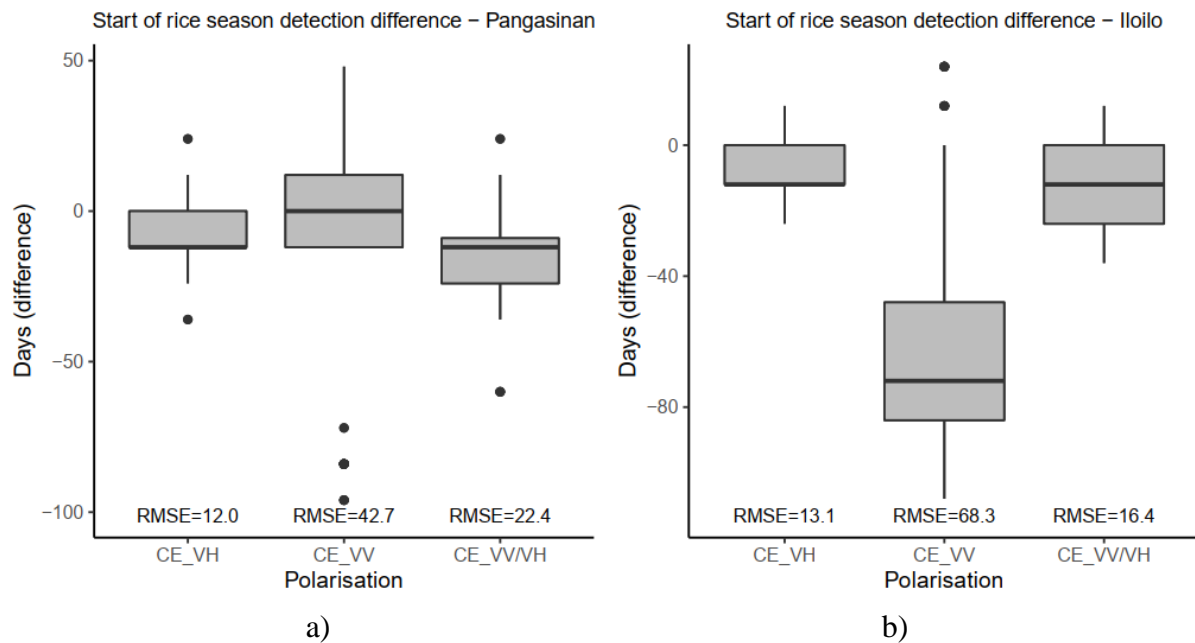 Start of rice season detection difference − Pangasinan
50
0
−50
−100
Days (difference)
RMSE=12.0 RMSE=42.7 RMSE=22.4
CE_VH CE_VV CE_VV/VH
Polarisation
a)
Start of rice season detection difference − Iloilo
0
−40
−80
Days (difference)
RMSE=13.1 RMSE=68.3 RMSE=16.4
CE_VH CE_VV CE_VV/VH
Polarisation
b)